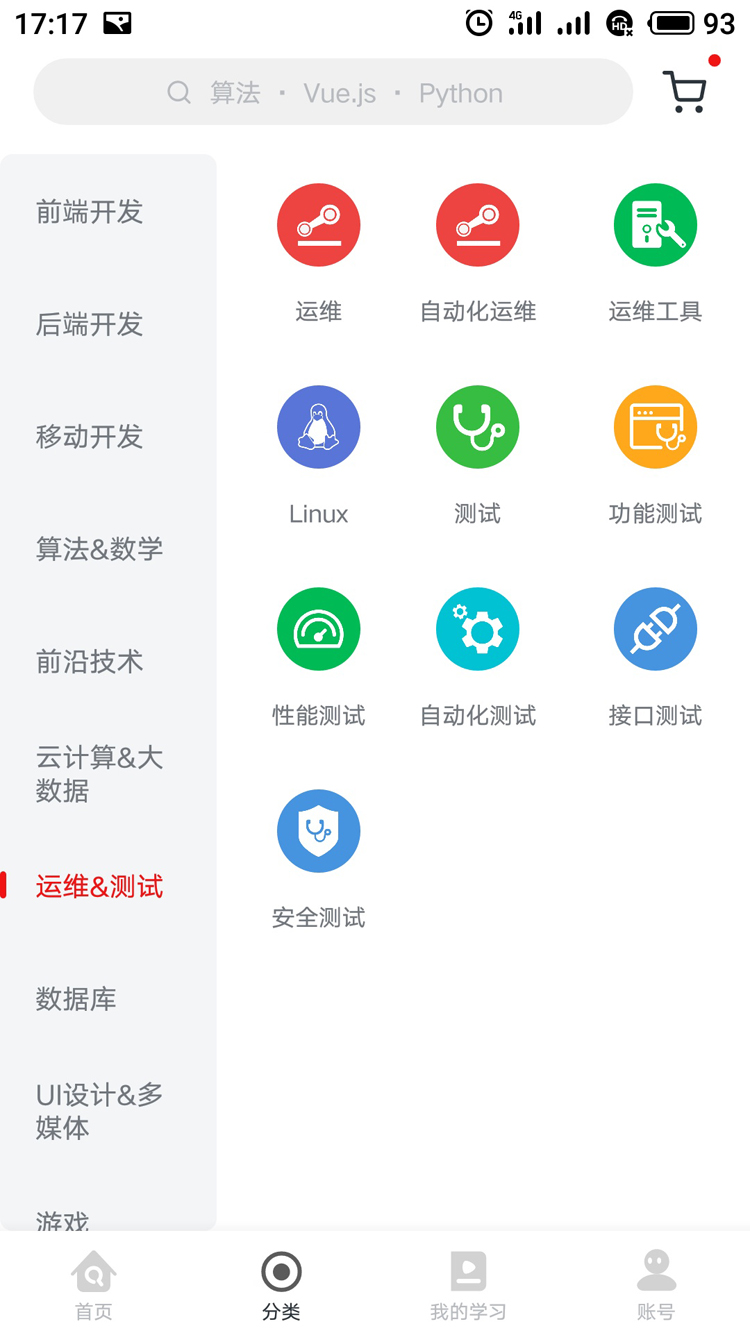 17:17 4G HD 93
算法 · Vue.js · Python
前端开发
后端开发
移动开发
算法&数学
前沿技术
云计算&大
数据
运维&测试
数据库
UI设计&多
媒体
游戏
运维 自动化运维 运维工具
Linux 测试 功能测试
性能测试 自动化测试 接口测试
安全测试
首页 分类 我的学习 账号